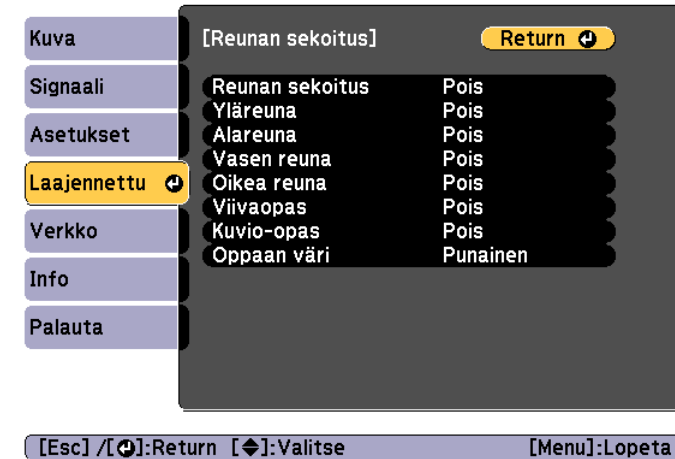 Kuva
Signaali
Asetukset
Laajennettu
Verkko
Info
Palauta
[Reunan sekoitus] Return
Reunan sekoitus Pois
Yläreuna Pois
Alareuna Pois
Vasen reuna Pois
Oikea reuna Pois
Viivaopas Pois
Kuvio-opas Pois
Oppaan väri Punainen
[Esc] /[⏎]:Return [◆]:Valitse [Menu]:Lopeta